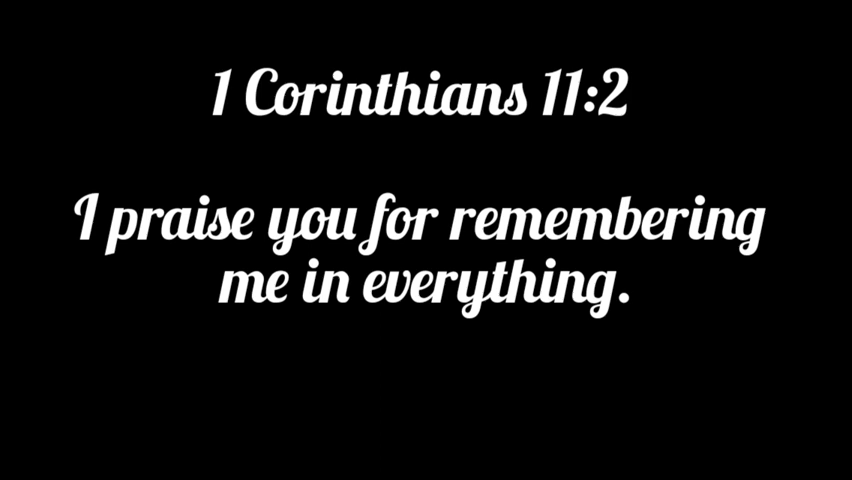 1 Corinthians 11:2
I praise you for remembering
me in everything.